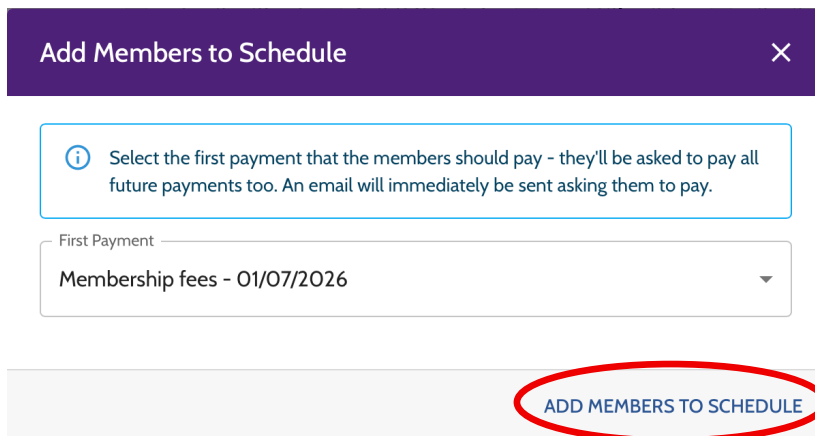 Add Members to Schedule
Select the first payment that the members should pay - they'll be asked to pay all
future payments too. An email will immediately be sent asking them to pay.
First Payment
Membership fees - 01/07/2026
ADD MEMBERS TO SCHEDULE